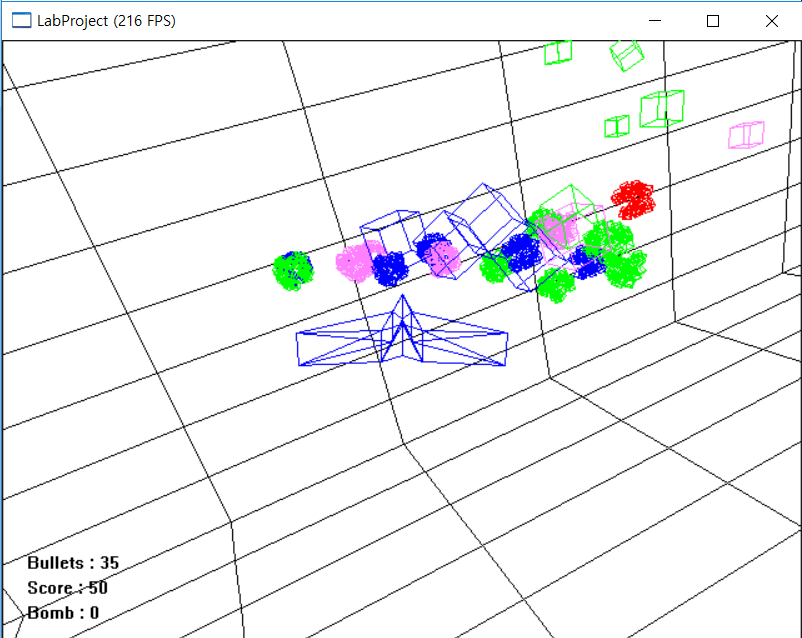 LabProject (216 FPS)
Bullets : 35
Score : 50
Bomb : 0